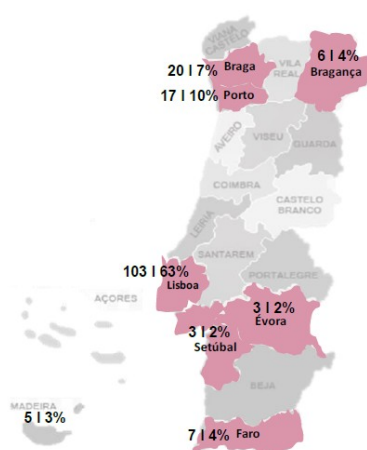 VIANA
CASTELO
20 | 7% Braga
VILA
REAL
6 | 4%
Bragança
17 | 10% Porto
AVEIRO
VISEU
GUARDA
COIMBRA
CASTELO
BRANCO
LEIRIA
SANTAREM
103 | 63%
Lisboa
PORTALEGRE
AÇORES
3 | 2%
Évora
3 | 2%
Setúbal
BEJA
MADEIRA
5 | 3%
7 | 4% Faro